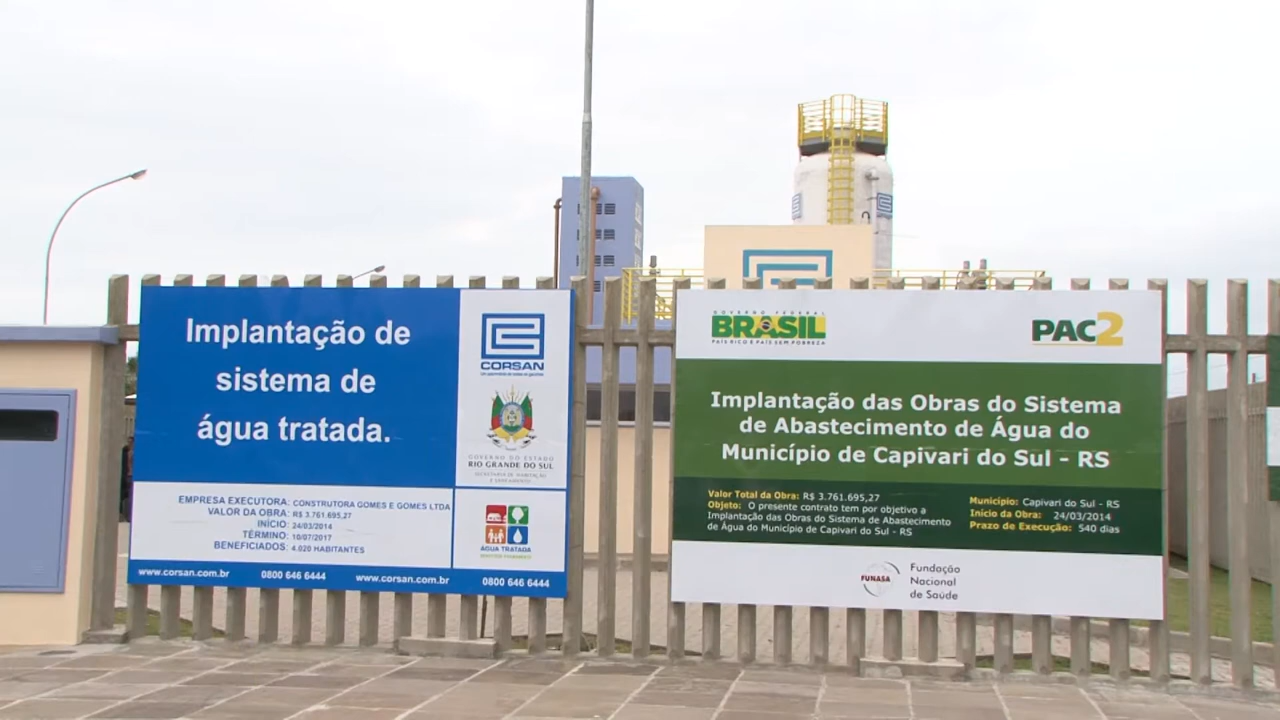 Implantação de
sistema de
água tratada.
CORSAN
GOVERNO DO ESTADO
RIO GRANDE DO SUL
SECRETARIA DE HABITAÇÃO
E SANEAMENTO
EMPRESA EXECUTORA: CONSTRUTORA GOMES E GOMES LTDA
VALOR DA OBRA: R$ 3.761.695,27
INÍCIO: 24/03/2014
TÉRMINO: 10/07/2017
BENEFICIADOS: 4.020 HABITANTES
ÁGUA TRATADA
www.corsan.com.br 0800 646 6444 www.corsan.com.br 0800 646 6444
GOVERNO FEDERAL
BRASIL
PAÍS RICO É PAÍS SEM POBREZA
PAC2
Implantação das Obras do Sistema
de Abastecimento de Água do
Município de Capivari do Sul - RS
Valor Total da Obra: R$ 3.761.695,27
Objeto: O presente contrato tem por objetivo a
Implantação das Obras do Sistema de Abastecimento
de Água do Município de Capivari do Sul - RS
Município: Capivari do Sul - RS
Início da Obra: 24/03/2014
Prazo de Execução: 540 dias
FUNASA
Fundação
Nacional
de Saúde